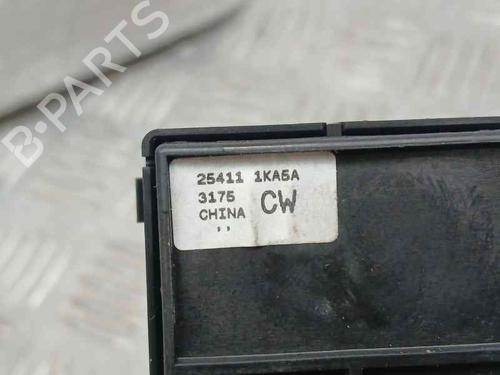 B-PARTS
25411 1KA5A
3175
CHINA CW
,,